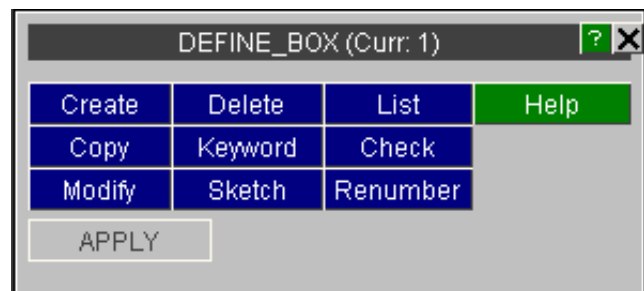 DEFINE_BOX (Curr: 1) ? X
Create Delete List Help
Copy Keyword Check
Modify Sketch Renumber
APPLY